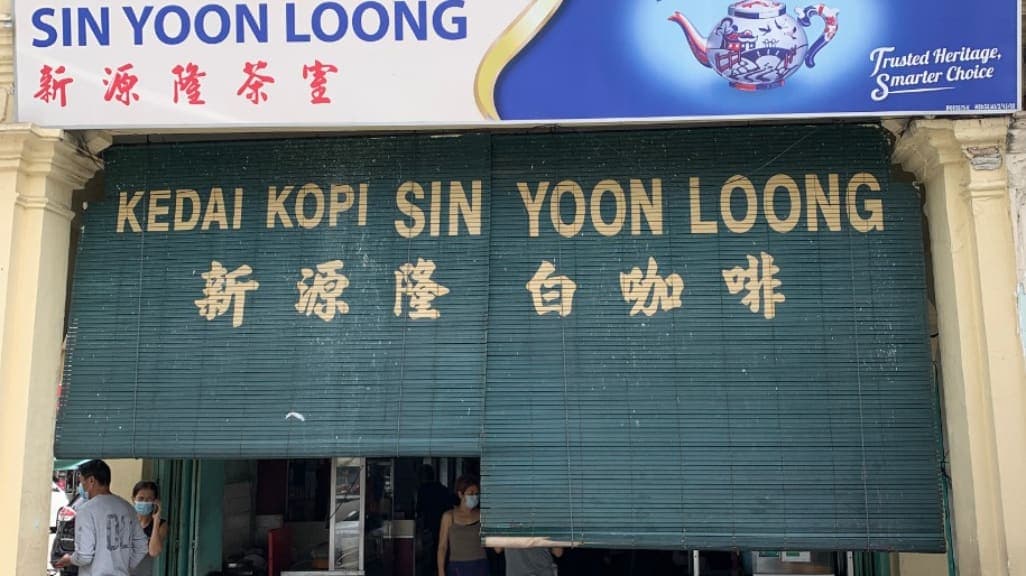 SIN YOON LOONG
新源隆茶室
Trusted Heritage,
Smarter Choice
KEDAI KOPI SIN YOON LOONG
新源隆 白咖啡